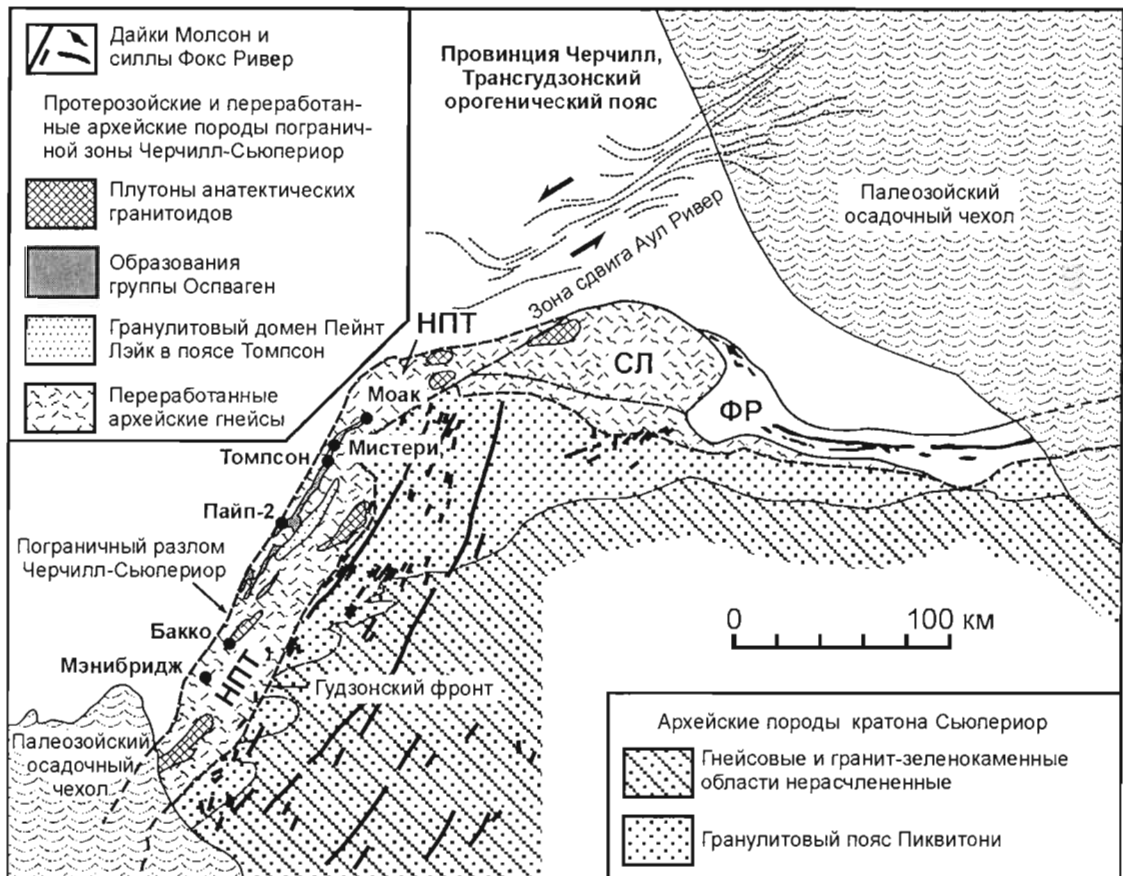 Дайки Молсон и
силлы Фокс Ривер
Протерозойские и переработан-
ные архейские породы погранич-
ной зоны Черчилл-Сьюпериор
Плутоны анатектических
гранитоидов
Образования
группы Оспваген
Гранулитовый домен Пейнт
Лэйк в поясе Томпсон
Переработанные
архейские гнейсы
Провинция Черчилл,
Трансгудзонский
орогенический пояс
Палеозойский
осадочный чехол
Зона сдвига Аул Ривер
НПТ
СЛ
ФР
Моак
Мистери
Томпсон
Пайп-2
Пограничный разлом
Черчилл-Сьюпериор
Бакко
Мэнибридж
НПТ
Гудзонский фронт
Палеозойский
осадочный
чехол
0 100 км
Архейские породы кратона Сьюпериор
Гнейсовые и гранит-зеленокаменные
области нерасчлененные
Гранулитовый пояс Пиквитони